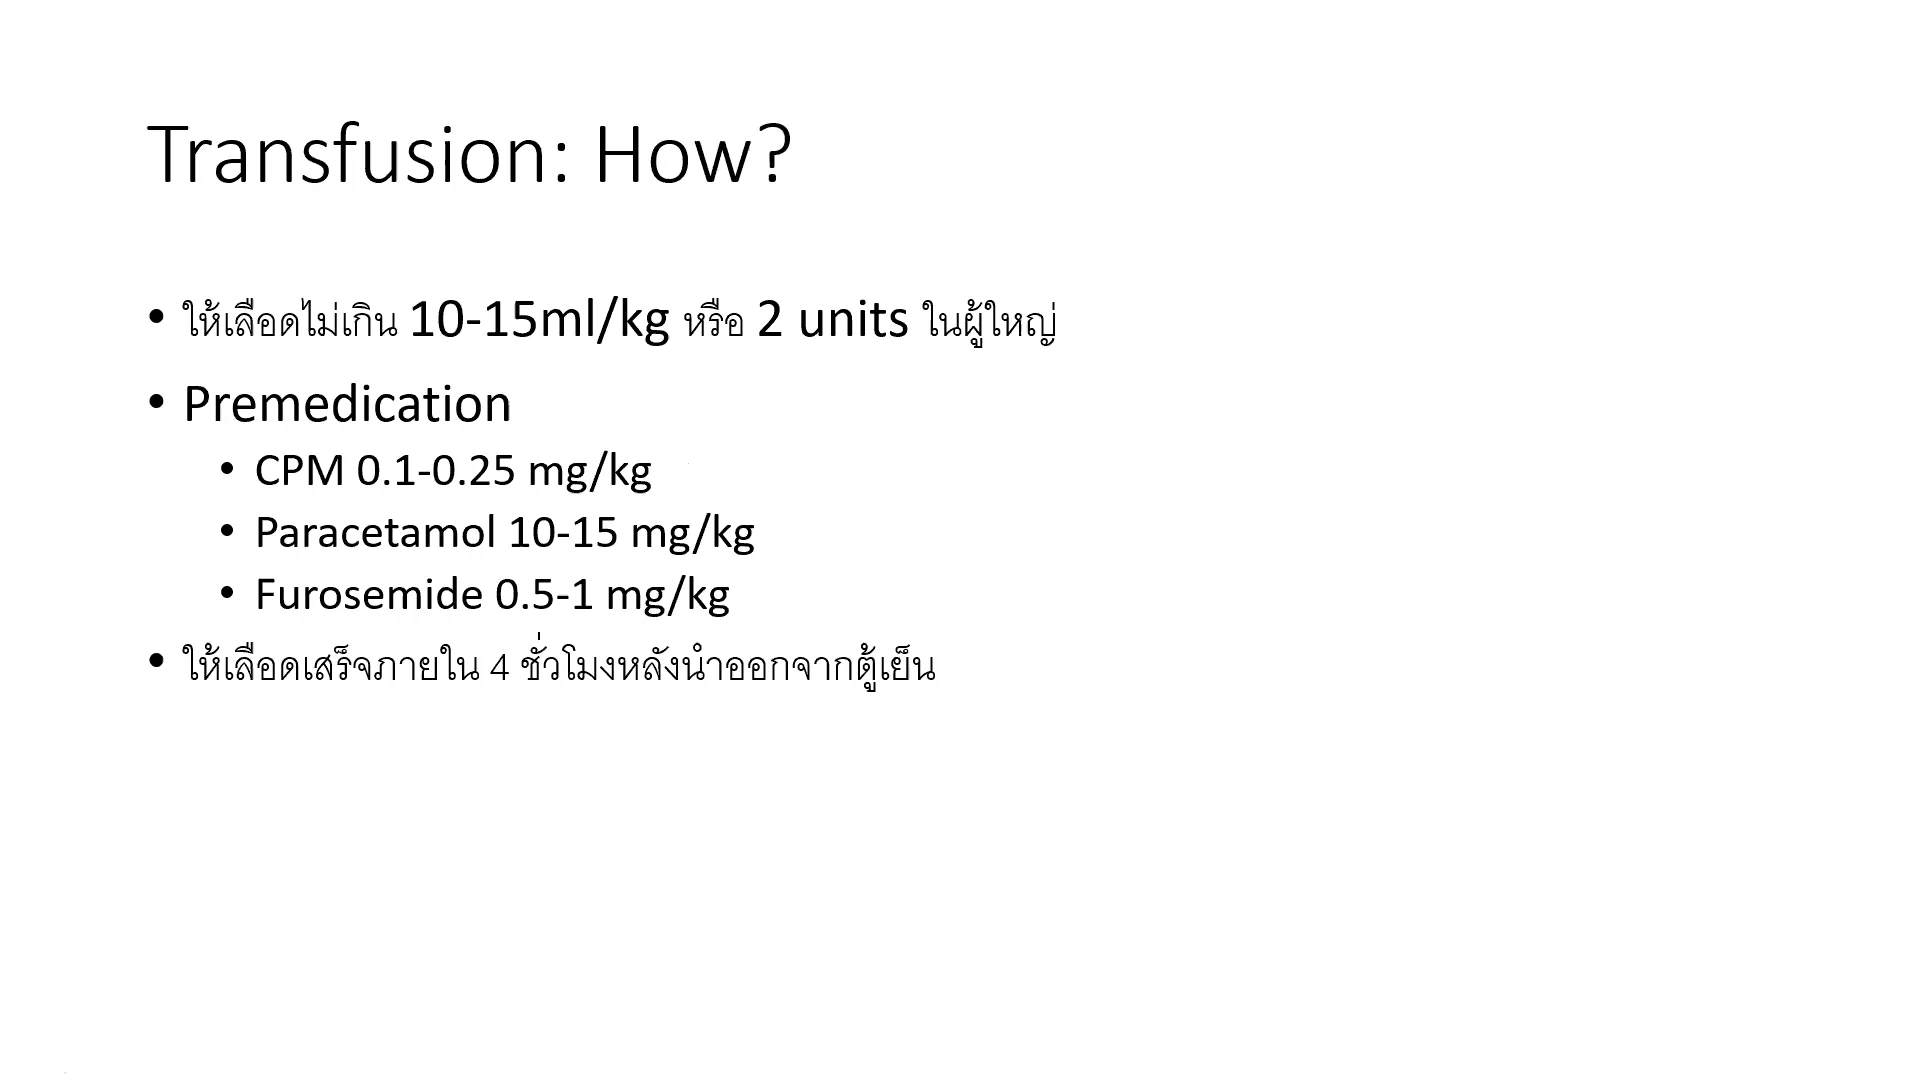 Transfusion: How?
• ให้เลือดไม่เกิน 10-15ml/kg หรือ 2 units ในผู้ใหญ่
• Premedication
• CPM 0.1-0.25 mg/kg
• Paracetamol 10-15 mg/kg
• Furosemide 0.5-1 mg/kg
• ให้เลือดเสร็จภายใน 4 ชั่วโมงหลังนำออกจากตู้เย็น